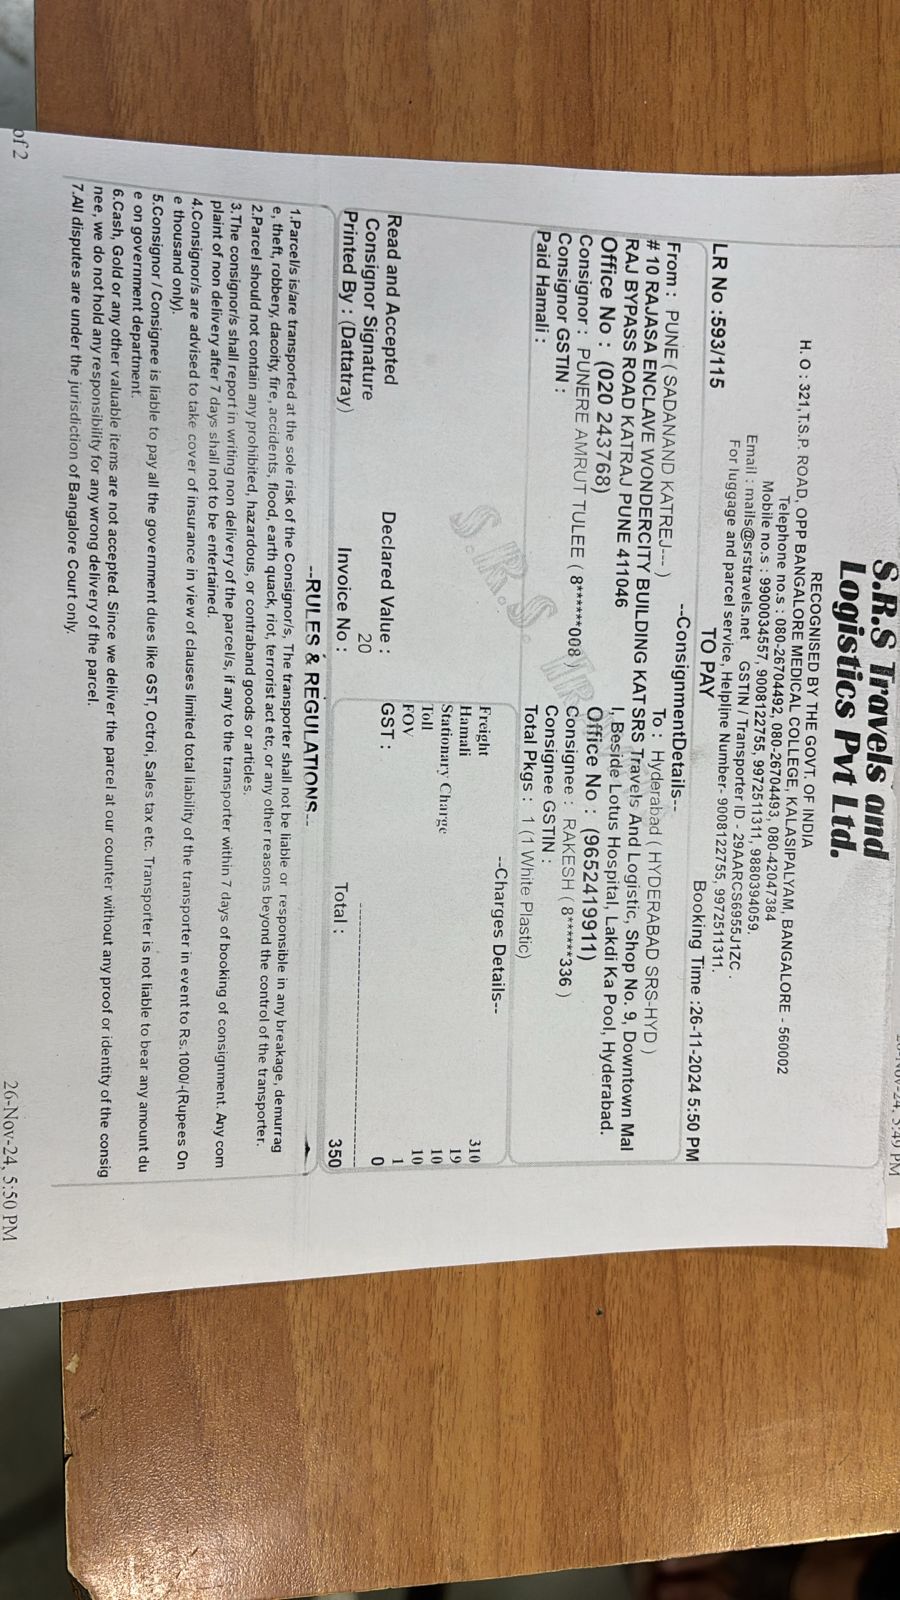 26-Nov-24, 5:49 PM
S.R.S Travels and
Logistics Pvt Ltd.
RECOGNISED BY THE GOVT. OF INDIA
H. O : 321,T.S.P. ROAD, OPP BANGALORE MEDICAL COLLEGE, KALASIPALYAM, BANGALORE - 560002
Telephone no.s : 080-26704492, 080-26704493, 080-42047384
Mobile no.s : 9900034557, 9008122755, 9972511311, 9880394059.
Email : mails@srstravels.net GSTIN / Transporter ID - 29AARCS6955J1ZC .
For luggage and parcel service, Helpline Number- 9008122755, 9972511311.
LR No :593/115 TO PAY Booking Time :26-11-2024 5:50 PM
--ConsignmentDetails--
From : PUNE ( SADANAND KATREJ--- ) To : Hyderabad ( HYDERABAD SRS-HYD )
# 10 RAJASA ENCLAVE WONDERCITY BUILDING KAT SRS Travels And Logistic, Shop No. 9, Downtown Mal
RAJ BYPASS ROAD KATRAJ PUNE 411046 l, Beside Lotus Hospital, Lakdi Ka Pool, Hyderabad.
Office No : (020 243768) Office No : (9652419911)
Consignor : PUNERE AMRUT TULEE ( 8******008 ) Consignee : RAKESH ( 8******336 )
Consignor GSTIN : Consignee GSTIN :
Paid Hamali : Total Pkgs : 1 (1 White Plastic)
S.R.S.
--Charges Details--
Freight 310
Hamali 19
Stationary Charge 10
Toll 10
FOV 1
Read and Accepted Declared Value : GST : 0
Consignor Signature 20
Printed By : (Dattatray) Invoice No : Total : 350
--RULES & REGULATIONS--
1.Parcel/s is/are transported at the sole risk of the Consignor/s, The transporter shall not be liable or responsible in any breakage, demurrag
e, theft, robbery, dacoity, fire, accidents, flood, earth quack, riot, terrorist act etc, or any other reasons beyond the control of the transporter.
2.Parcel should not contain any prohibited, hazardous, or contraband goods or articles.
3.The consignor/s shall report in writing non delivery of the parcel/s, if any to the transporter within 7 days of booking of consignment. Any com
plaint of non delivery after 7 days shall not to be entertained.
4.Consignor/s are advised to take cover of insurance in view of clauses limited total liability of the transporter in event to Rs.1000/-(Rupees On
e thousand only).
5.Consignor / Consignee is liable to pay all the government dues like GST, Octroi, Sales tax etc. Transporter is not liable to bear any amount du
e on government department.
6.Cash, Gold or any other valuable items are not accepted. Since we deliver the parcel at our counter without any proof or identity of the consig
nee, we do not hold any responsibility for any wrong delivery of the parcel.
7.All disputes are under the jurisdiction of Bangalore Court only.
of 2 26-Nov-24, 5:50 PM